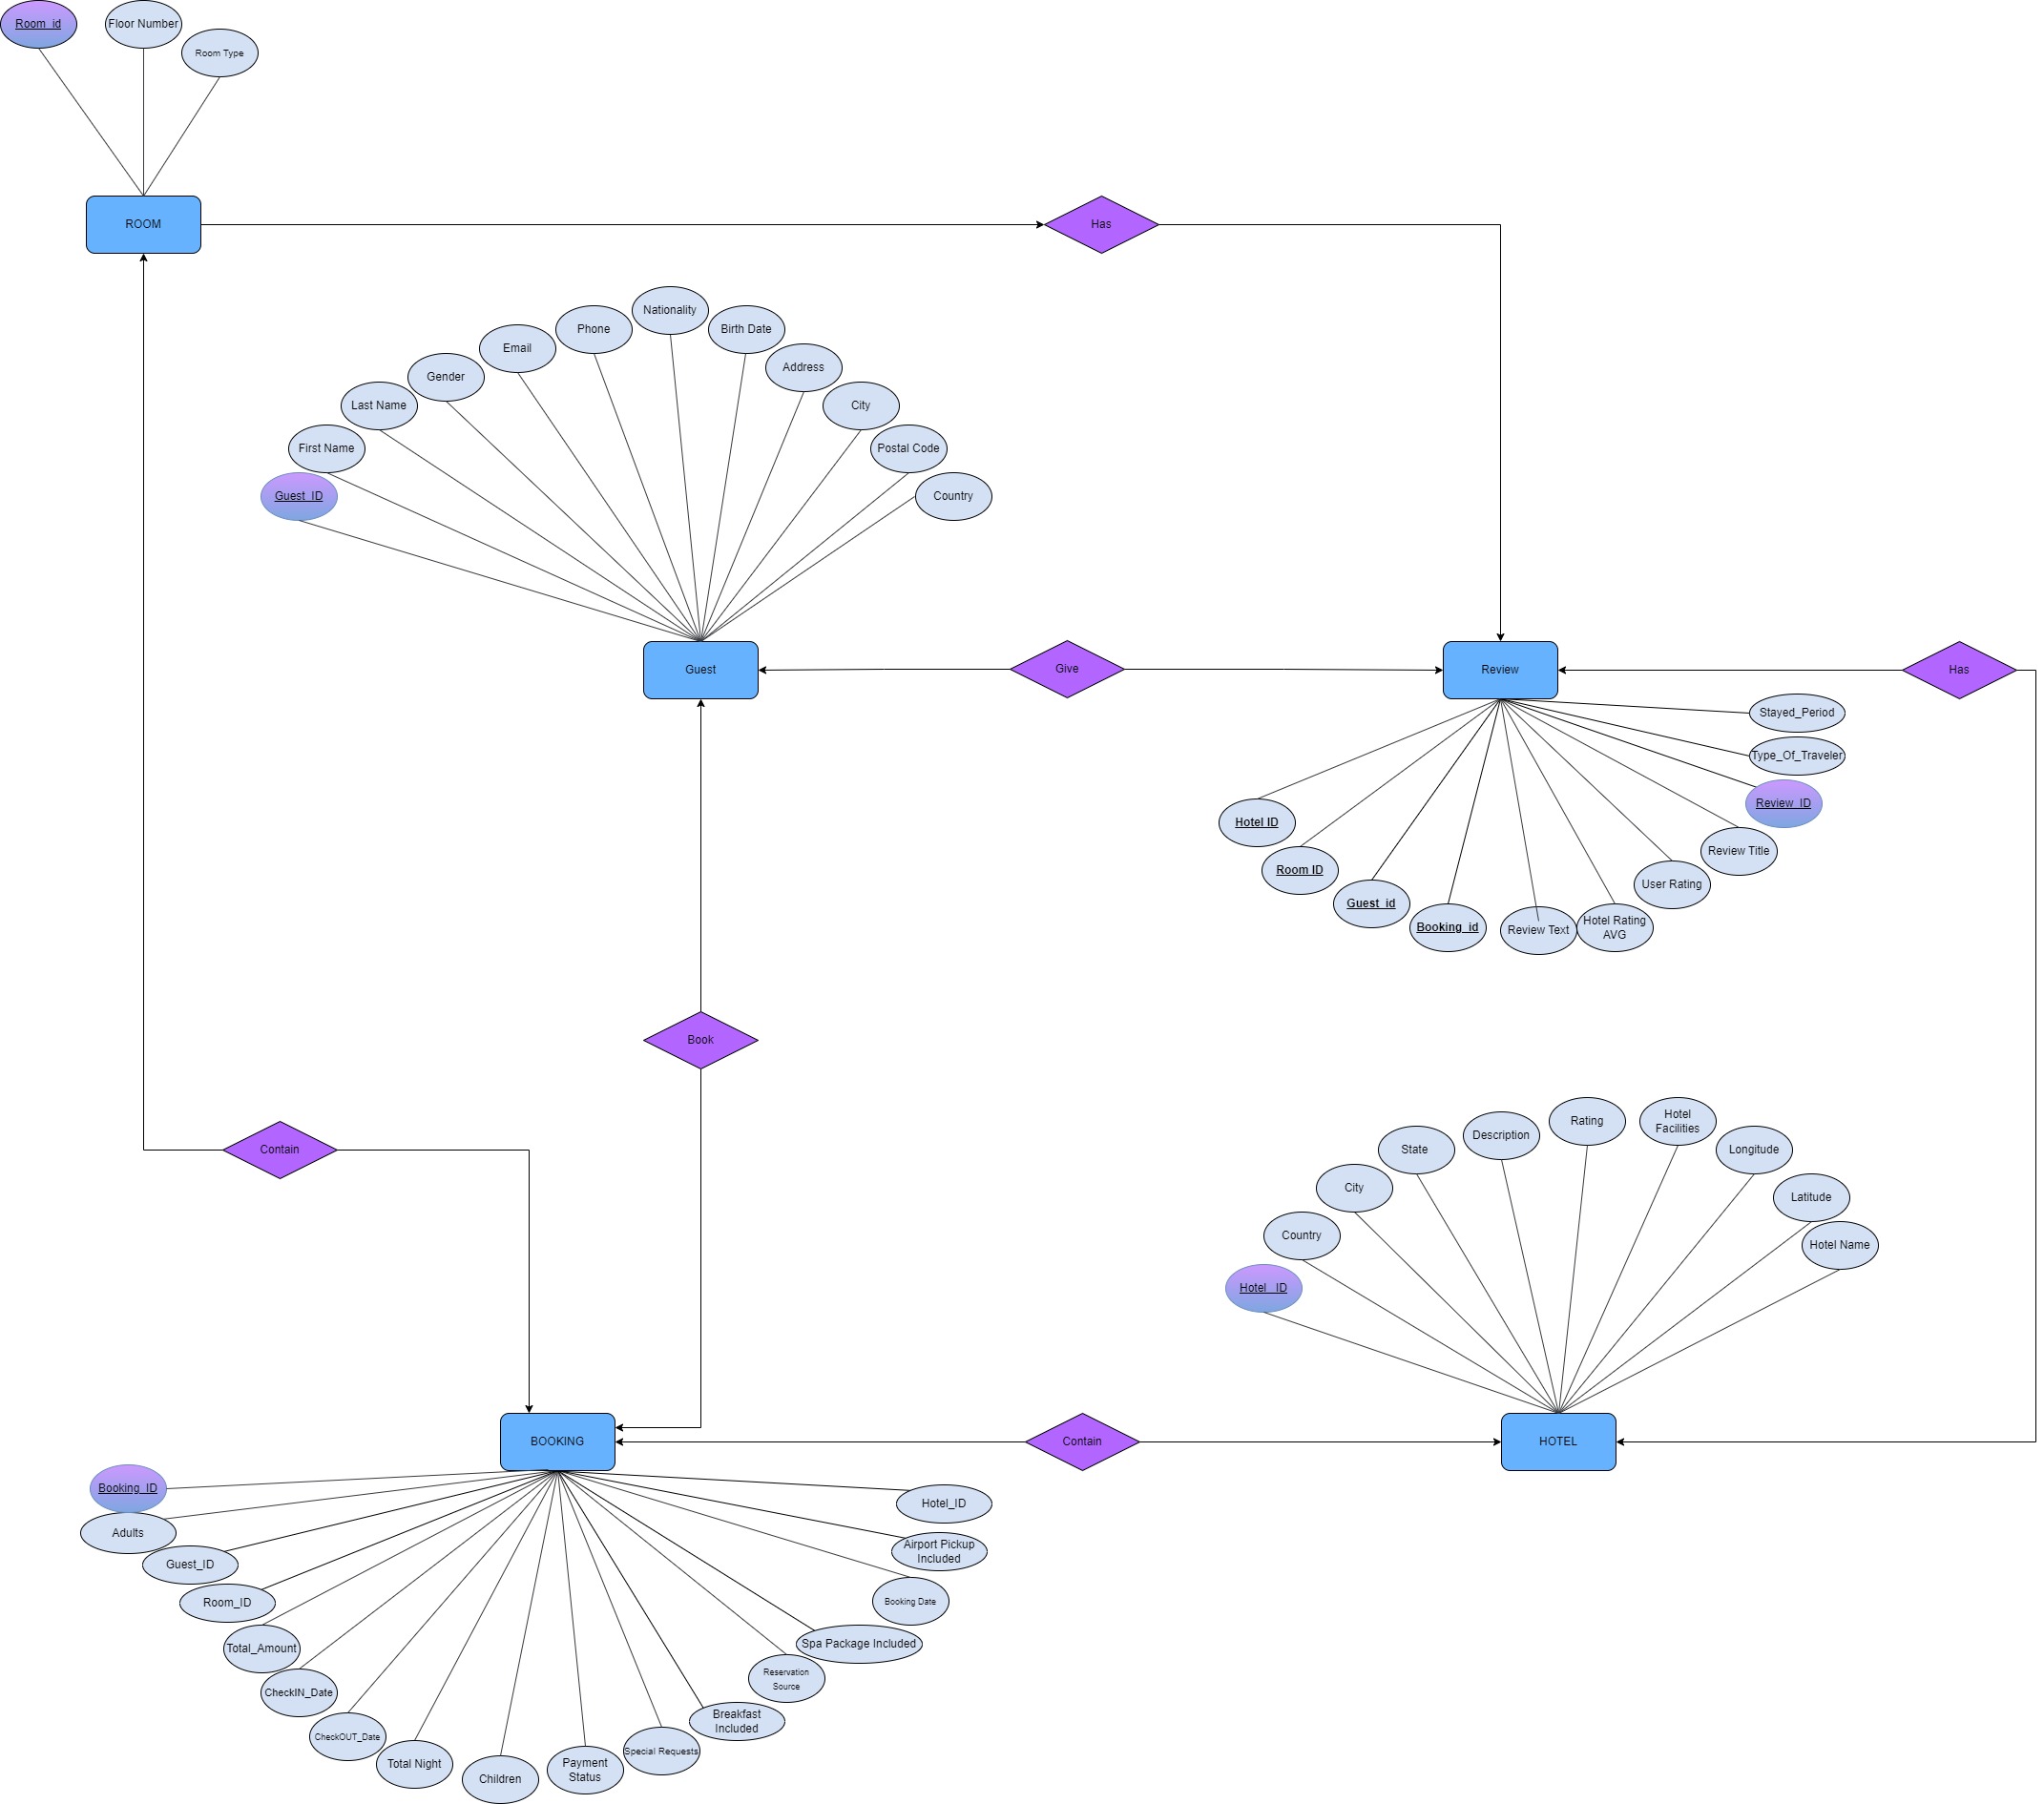 Room_id
Floor Number
Room Type
ROOM
Has
Nationality
Phone
Birth Date
Email
Address
Gender
Last Name
City
First Name
Postal Code
Guest_ID
Country
Guest
Give
Review
Has
Stayed_Period
Type_Of_Traveler
Review_ID
Hotel ID
Review Title
Room ID
User Rating
Guest_id
Booking_id
Review Text
Hotel Rating
AVG
Book
Contain
Rating
Hotel
Facilities
Description
State
Longitude
City
Latitude
Country
Hotel Name
Hotel_ID
BOOKING
Contain
HOTEL
Booking_ID
Hotel_ID
Adults
Airport Pickup
Included
Guest_ID
Room_ID
Booking Date
Total_Amount
Spa Package Included
CheckIN_Date
Reservation
Source
Breakfast
Included
CheckOUT_Date
Special Requests
Total Night
Payment
Status
Children